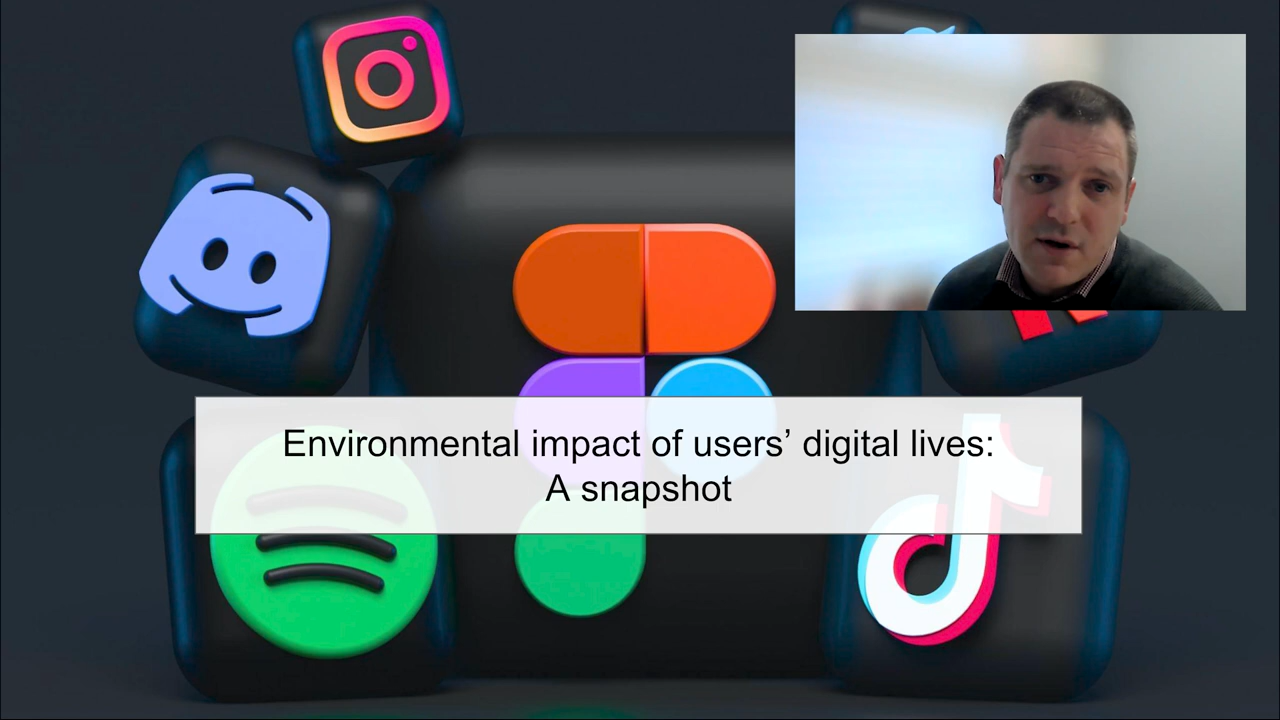 Environmental impact of users’ digital lives:
A snapshot